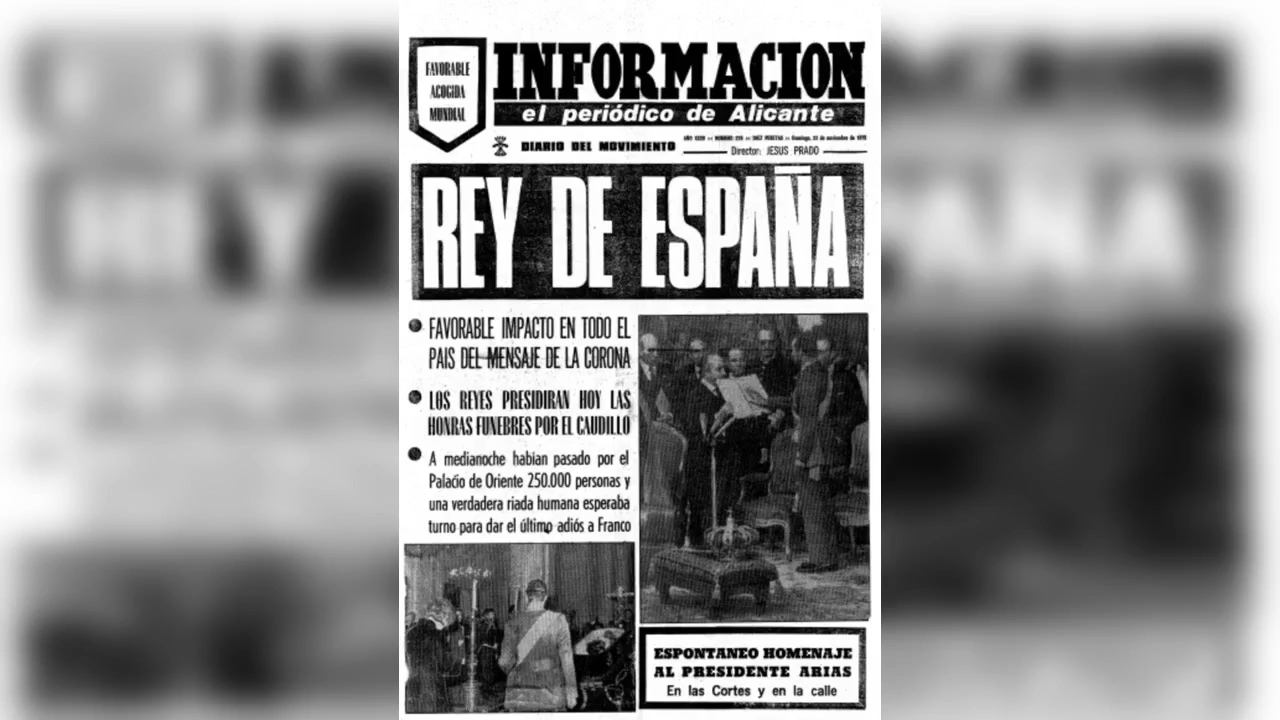 FAVORABLE
ACOGIDA
MUNDIAL
INFORMACION
el periódico de Alicante
DIARIO DEL MOVIMIENTO
Director: JESUS PRADO
REY DE ESPAÑA
FAVORABLE IMPACTO EN TODO EL
PAIS DEL MENSAJE DE LA CORONA
LOS REYES PRESIDIRAN HOY LAS
HONRAS FUNEBRES POR EL CAUDILLO
A medianoche habían pasado por el
Palacio de Oriente 250.000 personas y
una verdadera riada humana esperaba
turno para dar el último adiós a Franco
ESPONTANEO HOMENAJE
AL PRESIDENTE ARIAS
En las Cortes y en la calle